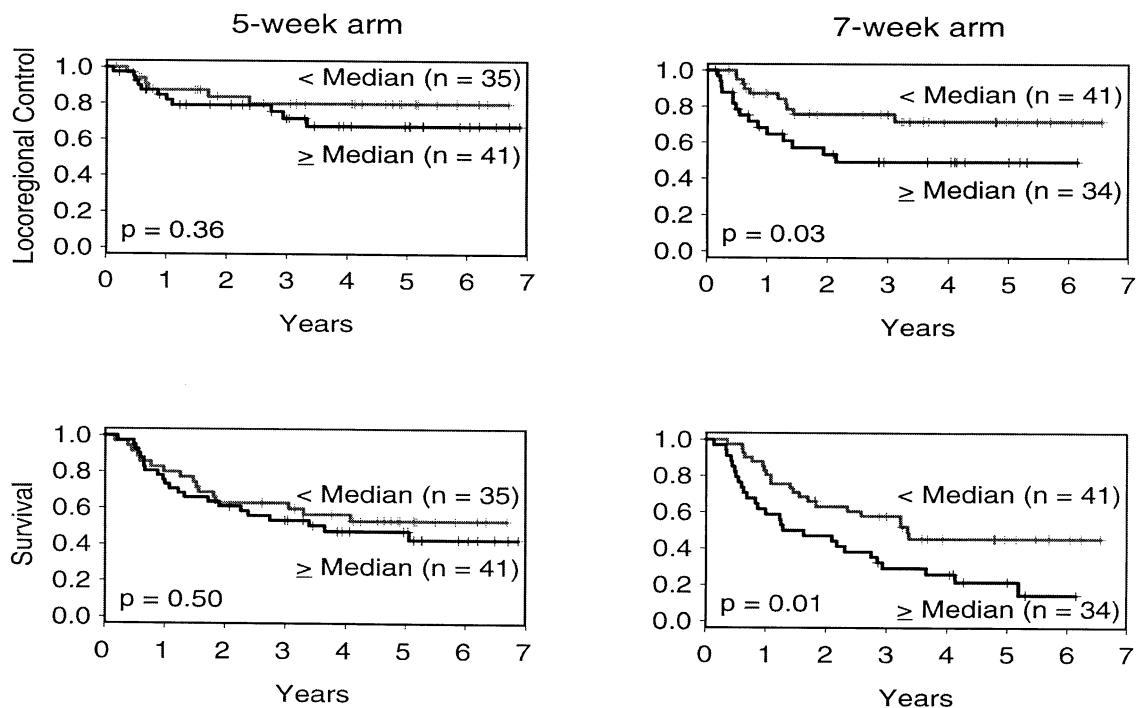 5-week arm
7-week arm
Locoregional Control
1.0
0.8
0.6
0.4
0.2
0.0
< Median (n = 35)
≥ Median (n = 41)
p = 0.36
0 1 2 3 4 5 6 7
Years
1.0
0.8
0.6
0.4
0.2
0.0
< Median (n = 41)
≥ Median (n = 34)
p = 0.03
0 1 2 3 4 5 6 7
Years
Survival
1.0
0.8
0.6
0.4
0.2
0.0
< Median (n = 35)
≥ Median (n = 41)
p = 0.50
0 1 2 3 4 5 6 7
Years
1.0
0.8
0.6
0.4
0.2
0.0
< Median (n = 41)
≥ Median (n = 34)
p = 0.01
0 1 2 3 4 5 6 7
Years